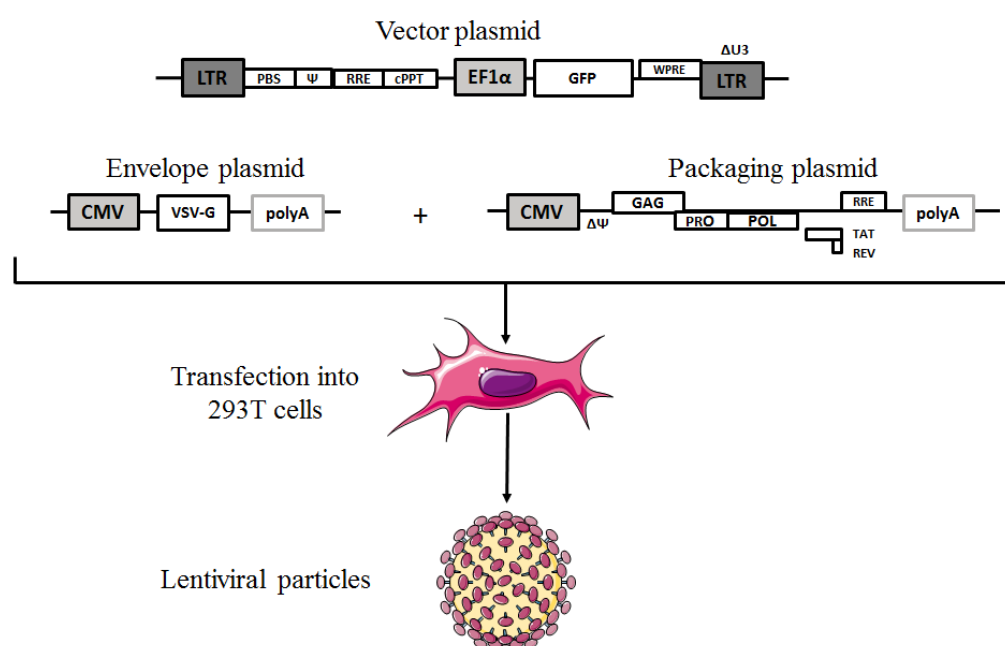 Vector plasmid
ΔU3
LTR PBS Ψ RRE cPPT EF1α GFP WPRE LTR
Envelope plasmid
Packaging plasmid
CMV VSV-G polyA
+
CMV ΔΨ GAG PRO POL RRE TAT REV polyA
Transfection into
293T cells
Lentiviral particles